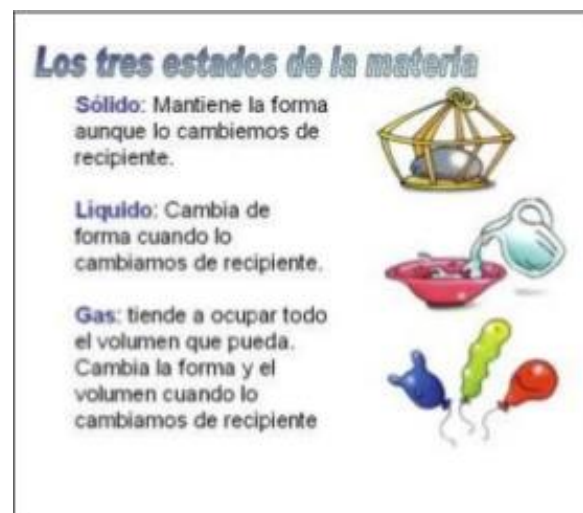 Los tres estados de la materia
Sólido: Mantiene la forma
aunque lo cambiemos de
recipiente.
Liquido: Cambia de
forma cuando lo
cambiamos de recipiente.
Gas: tiende a ocupar todo
el volumen que pueda.
Cambia la forma y el
volumen cuando lo
cambiamos de recipiente